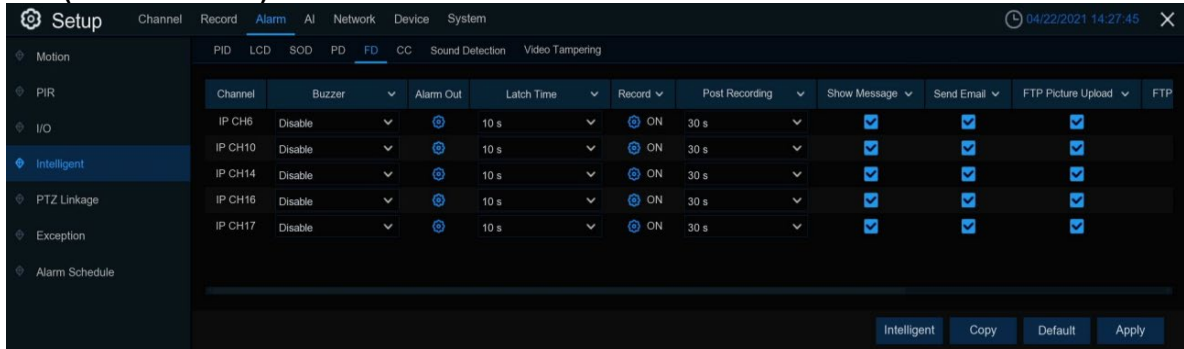 Setup Channel Record Alarm AI Network Device System 04/22/2021 14:27:45
Motion
PIR
I/O
Intelligent
PTZ Linkage
Exception
Alarm Schedule
PID LCD SOD PD FD CC Sound Detection Video Tampering
Channel Buzzer Alarm Out Latch Time Record Post Recording Show Message Send Email FTP Picture Upload FTP
IP CH6 Disable 10 s ON 30 s
IP CH10 Disable 10 s ON 30 s
IP CH14 Disable 10 s ON 30 s
IP CH16 Disable 10 s ON 30 s
IP CH17 Disable 10 s ON 30 s
Intelligent Copy Default Apply